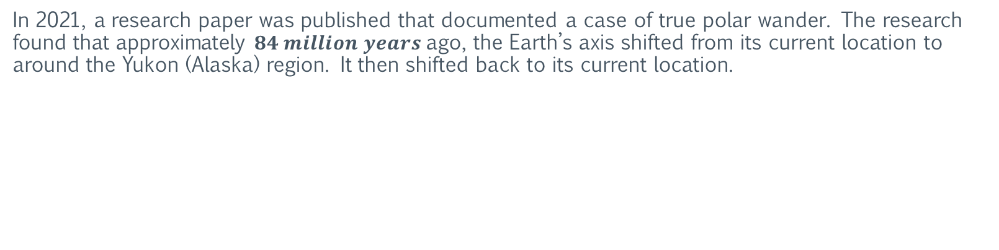 In 2021, a research paper was published that documented a case of true polar wander. The research
found that approximately 84 million years ago, the Earth’s axis shifted from its current location to
around the Yukon (Alaska) region. It then shifted back to its current location.